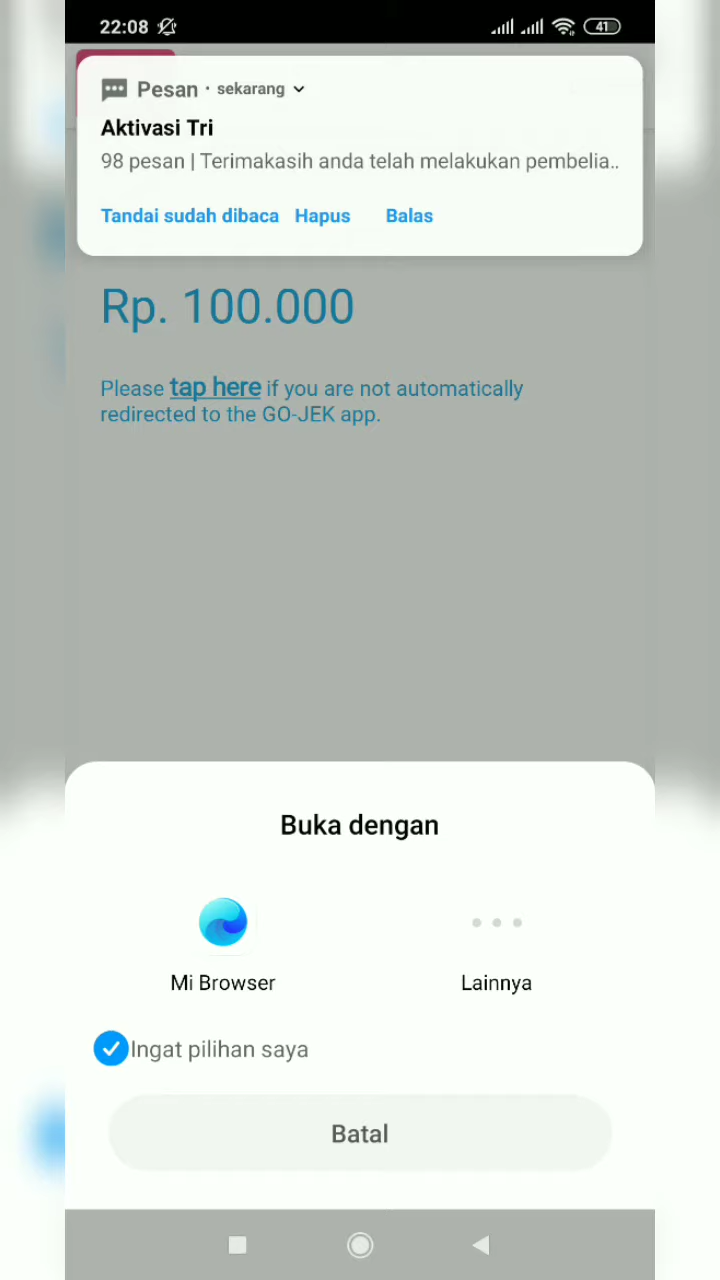 22:08
41
Pesan · sekarang
Aktivasi Tri
98 pesan | Terimakasih anda telah melakukan pembelia..
Tandai sudah dibaca Hapus Balas
Rp. 100.000
Please tap here if you are not automatically
redirected to the GO-JEK app.
Buka dengan
Mi Browser
Lainnya
Ingat pilihan saya
Batal